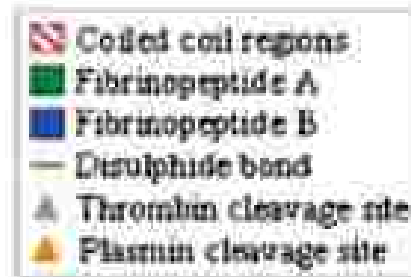 Coiled coil regions
Fibrinopeptide A
Fibrinopeptide B
Disulphide bond
Thrombin cleavage site
Plasmin cleavage site